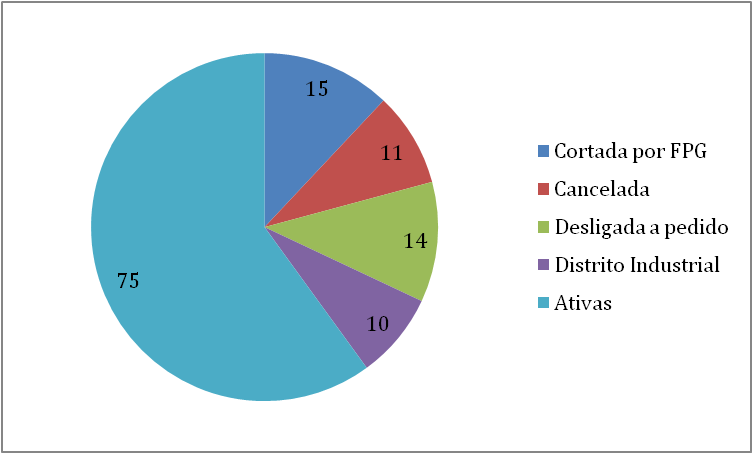 15
11
14
10
75
Cortada por FPG
Cancelada
Desligada a pedido
Distrito Industrial
Ativas